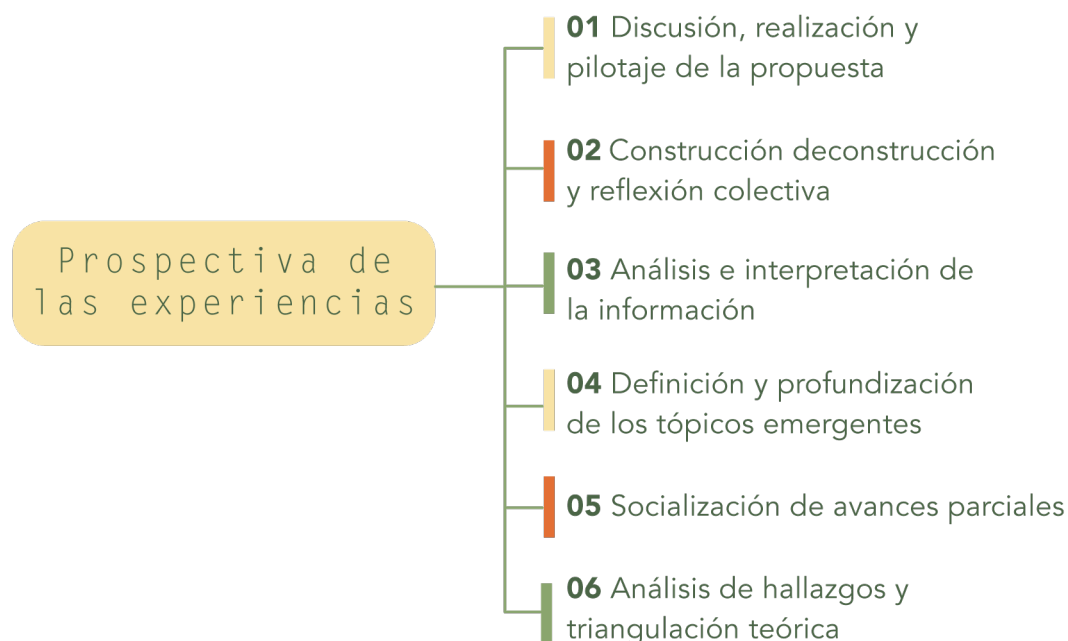 Prospectiva de
las experiencias
01 Discusión, realización y
pilotaje de la propuesta
02 Construcción deconstrucción
y reflexión colectiva
03 Análisis e interpretación de
la información
04 Definición y profundización
de los tópicos emergentes
05 Socialización de avances parciales
06 Análisis de hallazgos y
triangulación teórica